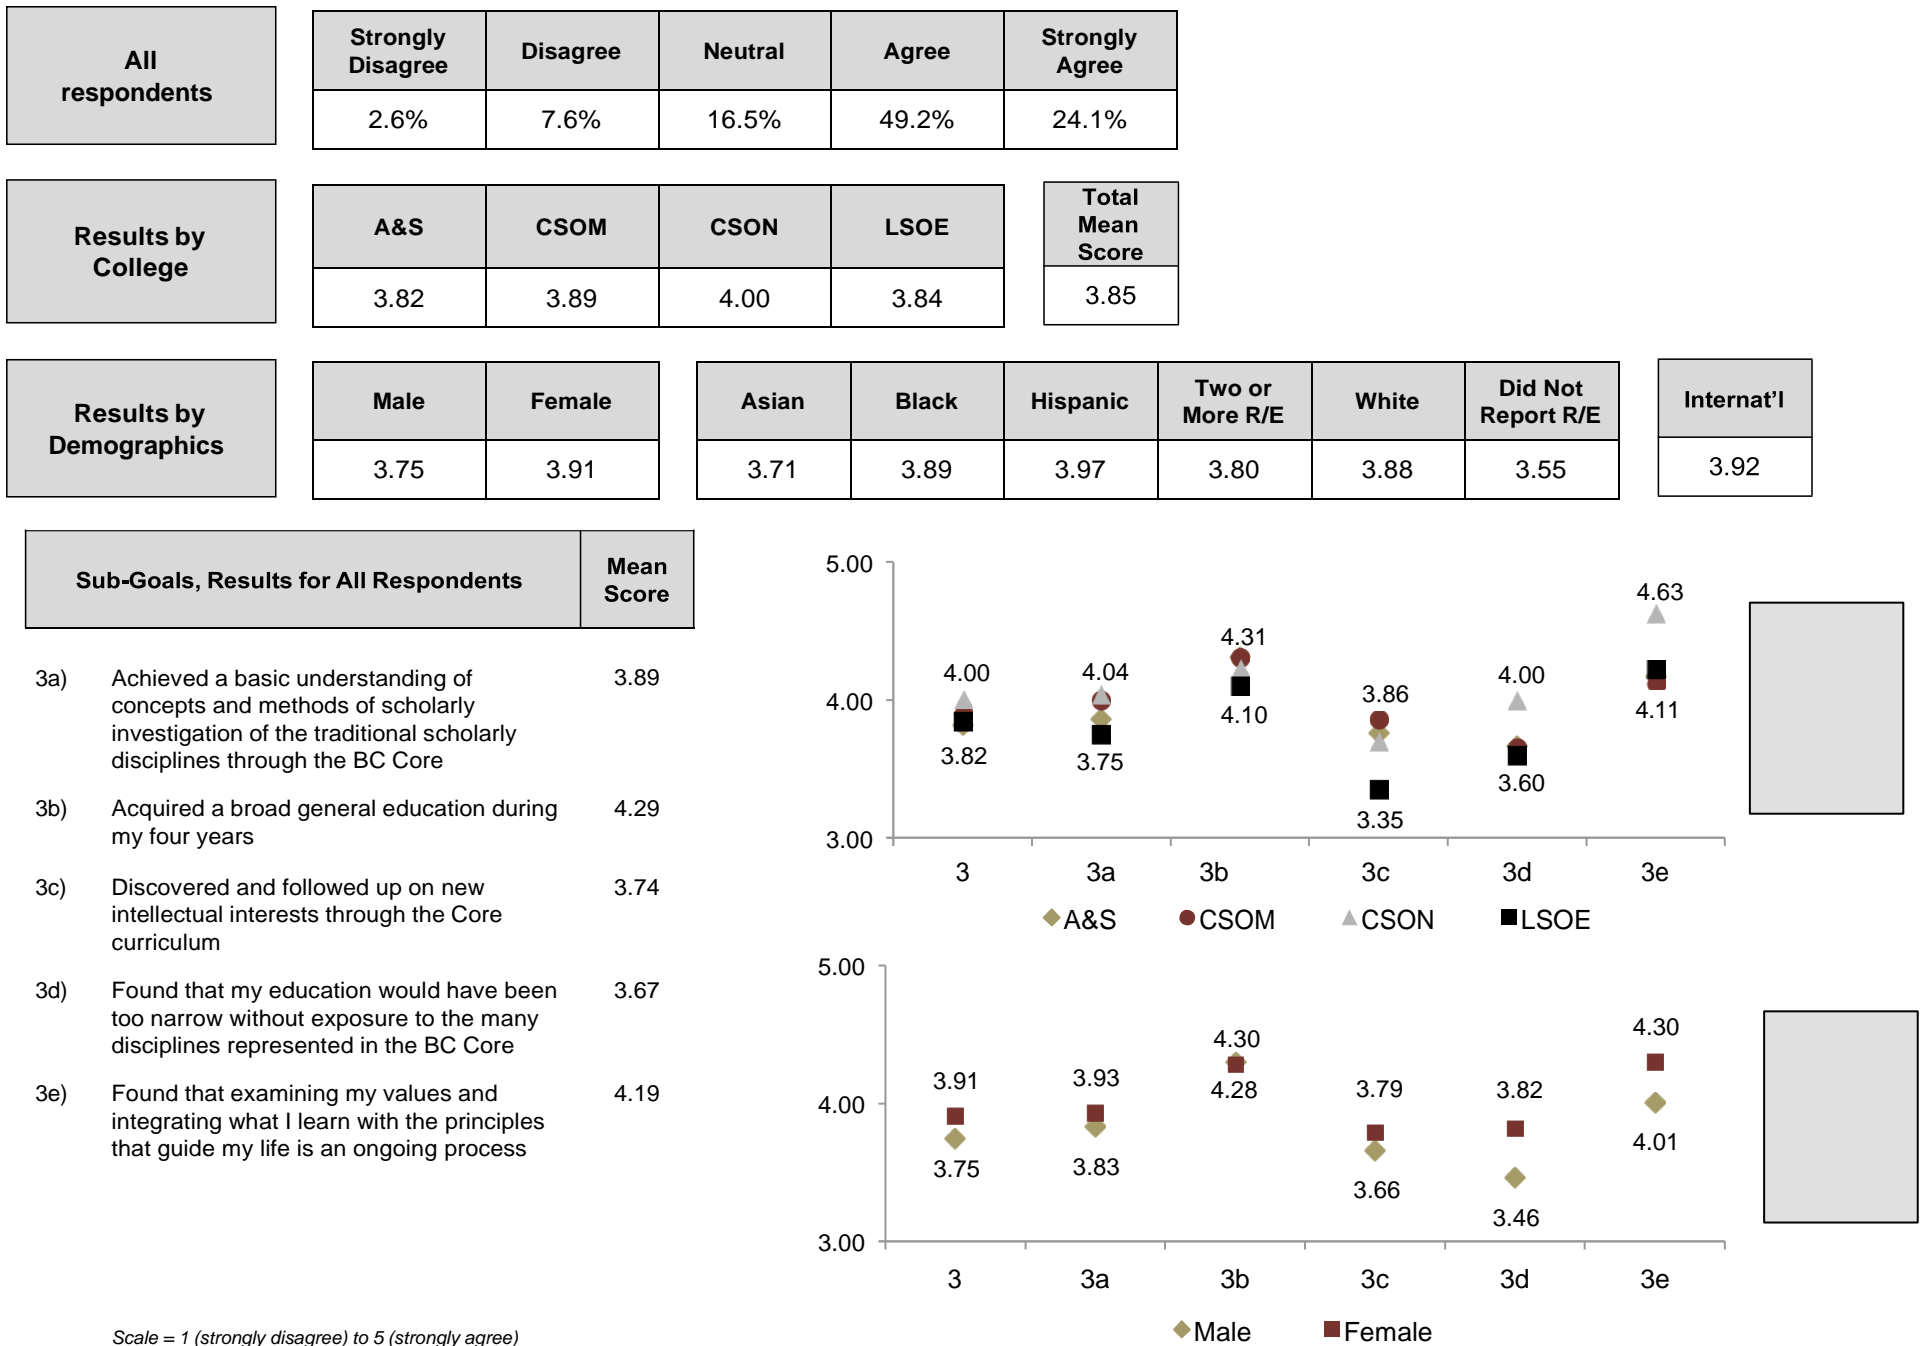 All
respondents
Strongly
Disagree
Disagree
Neutral
Agree
Strongly
Agree
2.6%
7.6%
16.5%
49.2%
24.1%
Results by
College
A&S
CSOM
CSON
LSOE
Total
Mean
Score
3.82
3.89
4.00
3.84
3.85
Results by
Demographics
Male
Female
Asian
Black
Hispanic
Two or
More R/E
White
Did Not
Report R/E
Internat'l
3.75
3.91
3.71
3.89
3.97
3.80
3.88
3.55
3.92
Sub-Goals, Results for All Respondents
Mean
Score
3a) Achieved a basic understanding of 3.89
concepts and methods of scholarly
investigation of the traditional scholarly
disciplines through the BC Core
3b) Acquired a broad general education during 4.29
my four years
3c) Discovered and followed up on new 3.74
intellectual interests through the Core
curriculum
3d) Found that my education would have been 3.67
too narrow without exposure to the many
disciplines represented in the BC Core
3e) Found that examining my values and 4.19
integrating what I learn with the principles
that guide my life is an ongoing process
Scale = 1 (strongly disagree) to 5 (strongly agree)
5.00
4.00
3.00
4.00
3.82
4.04
3.75
4.31
4.10
3.86
3.35
4.00
3.60
4.63
4.11
3
3a
3b
3c
3d
3e
A&S
CSOM
CSON
LSOE
5.00
4.00
3.00
3.91
3.75
3.93
3.83
4.30
4.28
3.79
3.66
3.82
3.46
4.30
4.01
3
3a
3b
3c
3d
3e
Male
Female